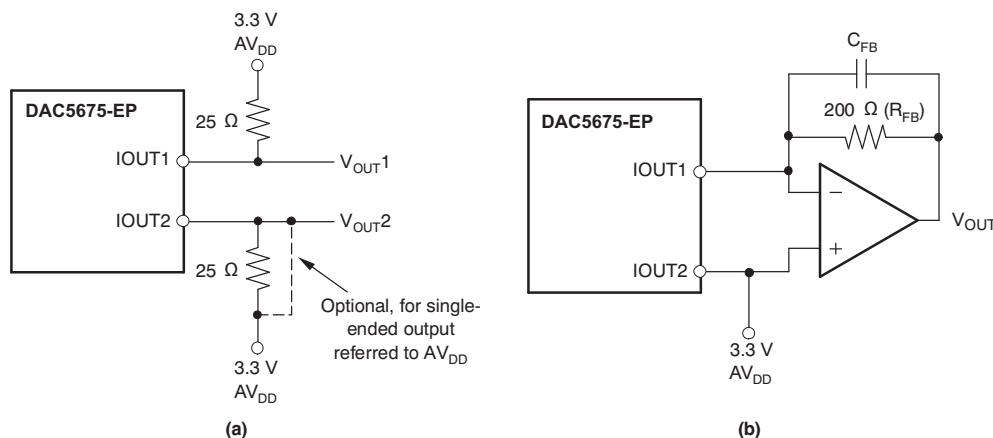 3.3 V
AVDD
DAC5675-EP
25 Ω
IOUT1
VOUT1
IOUT2
VOUT2
25 Ω
Optional, for single-
ended output
referred to AVDD
3.3 V
AVDD
(a)
CFB
200 Ω (RFB)
DAC5675-EP
IOUT1
−
+
VOUT
IOUT2
3.3 V
AVDD
(b)